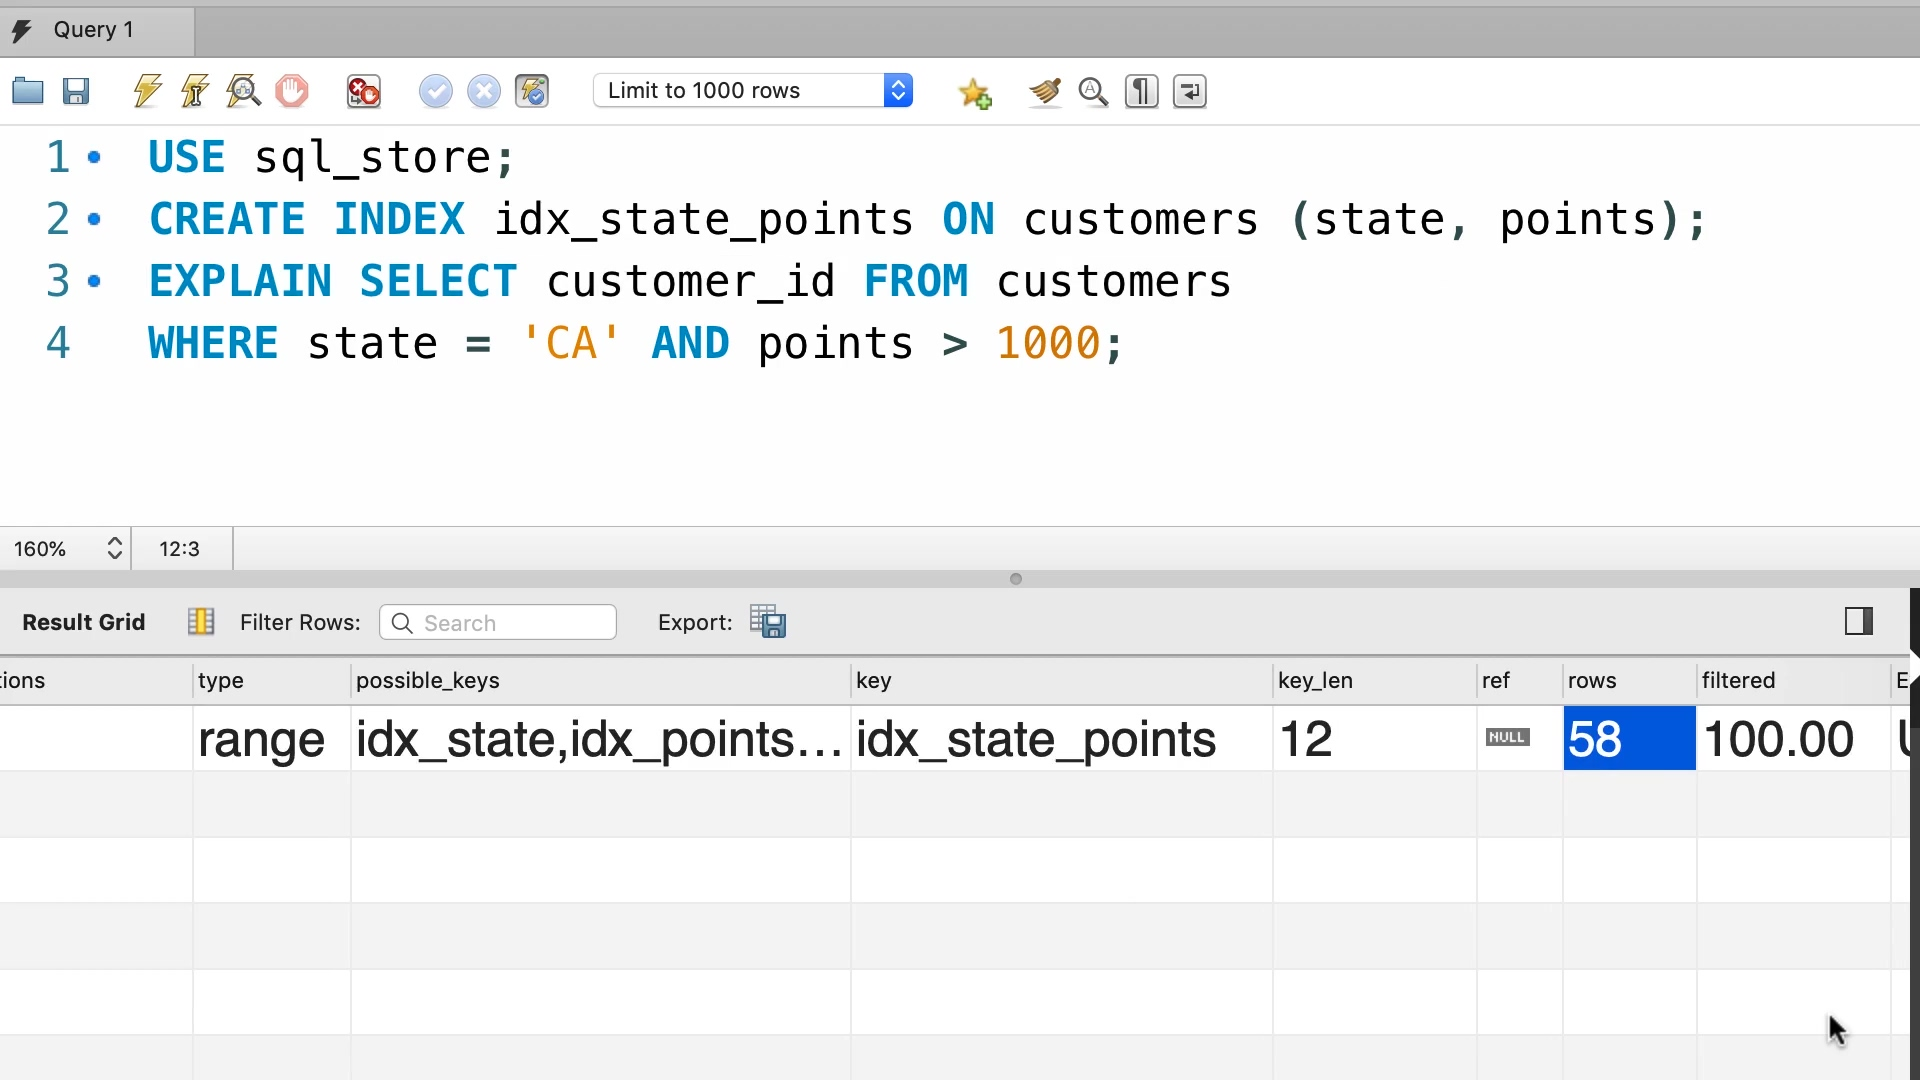 Query 1
Limit to 1000 rows
1 USE sql_store;
2 CREATE INDEX idx_state_points ON customers (state, points);
3 EXPLAIN SELECT customer_id FROM customers
4 WHERE state = 'CA' AND points > 1000;
160% 12:3
Result Grid Filter Rows: Search Export:
tions type possible_keys key key_len ref rows filtered E
range idx_state,idx_points... idx_state_points 12 NULL 58 100.00